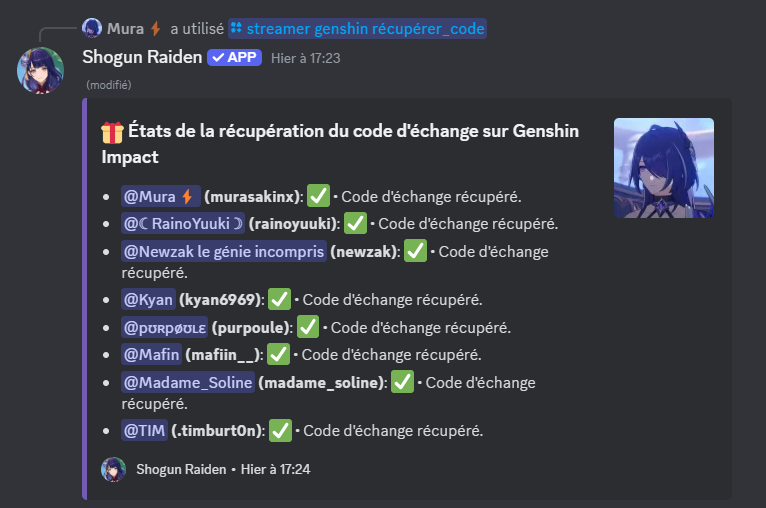 Mura ⚡ a utilisé streamer genshin récupérer_code
Shogun Raiden ✓ APP Hier à 17:23
(modifié)
🎁 États de la récupération du code d'échange sur Genshin
Impact
• @Mura ⚡ (murasakinx): ✅ • Code d'échange récupéré.
• @☾RainoYuuki☽ (rainoyuuki): ✅ • Code d'échange récupéré.
• @Newzak le génie incompris (newzak): ✅ • Code d'échange
récupéré.
• @Kyan (kyan6969): ✅ • Code d'échange récupéré.
• @pʊʀpøʊʟɛ (purpoule): ✅ • Code d'échange récupéré.
• @Mafin (mafiin__): ✅ • Code d'échange récupéré.
• @Madame_Soline (madame_soline): ✅ • Code d'échange
récupéré.
• @TIM (.timburt0n): ✅ • Code d'échange récupéré.
Shogun Raiden • Hier à 17:24